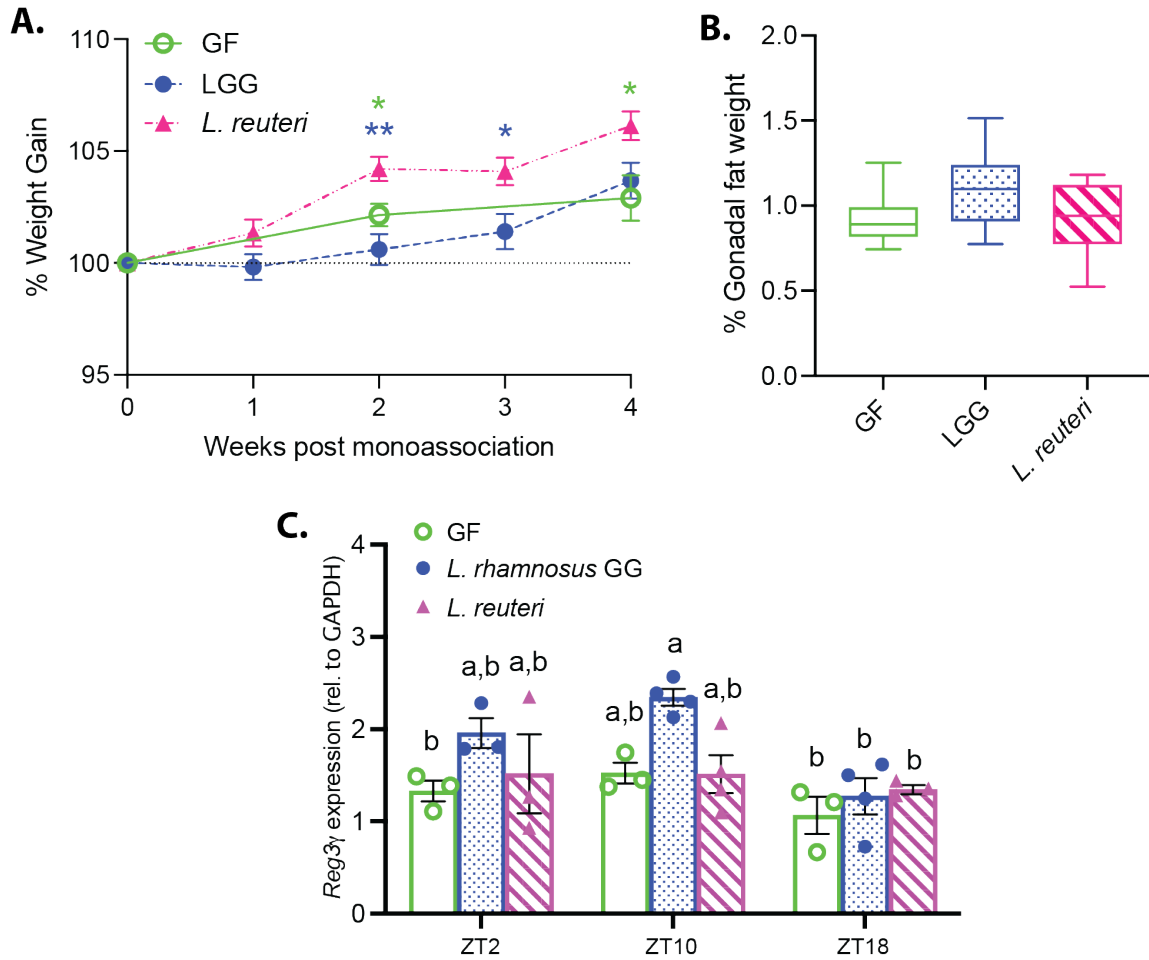 A.
110
105
100
95
% Weight Gain
GF
LGG
L. reuteri
*
**
*
*
0 1 2 3 4
Weeks post monoassociation
B.
2.0
1.5
1.0
0.5
0.0
% Gonadal fat weight
GF
LGG
L. reuteri
C.
GF
L. rhamnosus GG
L. reuteri
4
3
2
1
0
Reg3γ expression (rel. to GAPDH)
b a,b a,b
a,b a a,b
b b b
ZT2 ZT10 ZT18